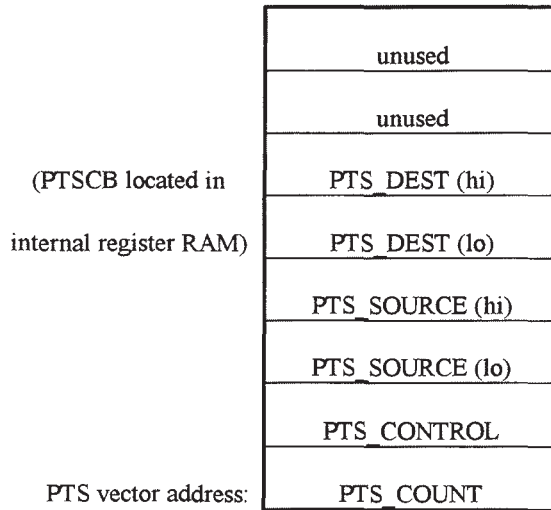 unused
unused
(PTSCB located in PTS_DEST (hi)
internal register RAM) PTS_DEST (lo)
PTS_SOURCE (hi)
PTS_SOURCE (lo)
PTS_CONTROL
PTS vector address: PTS_COUNT